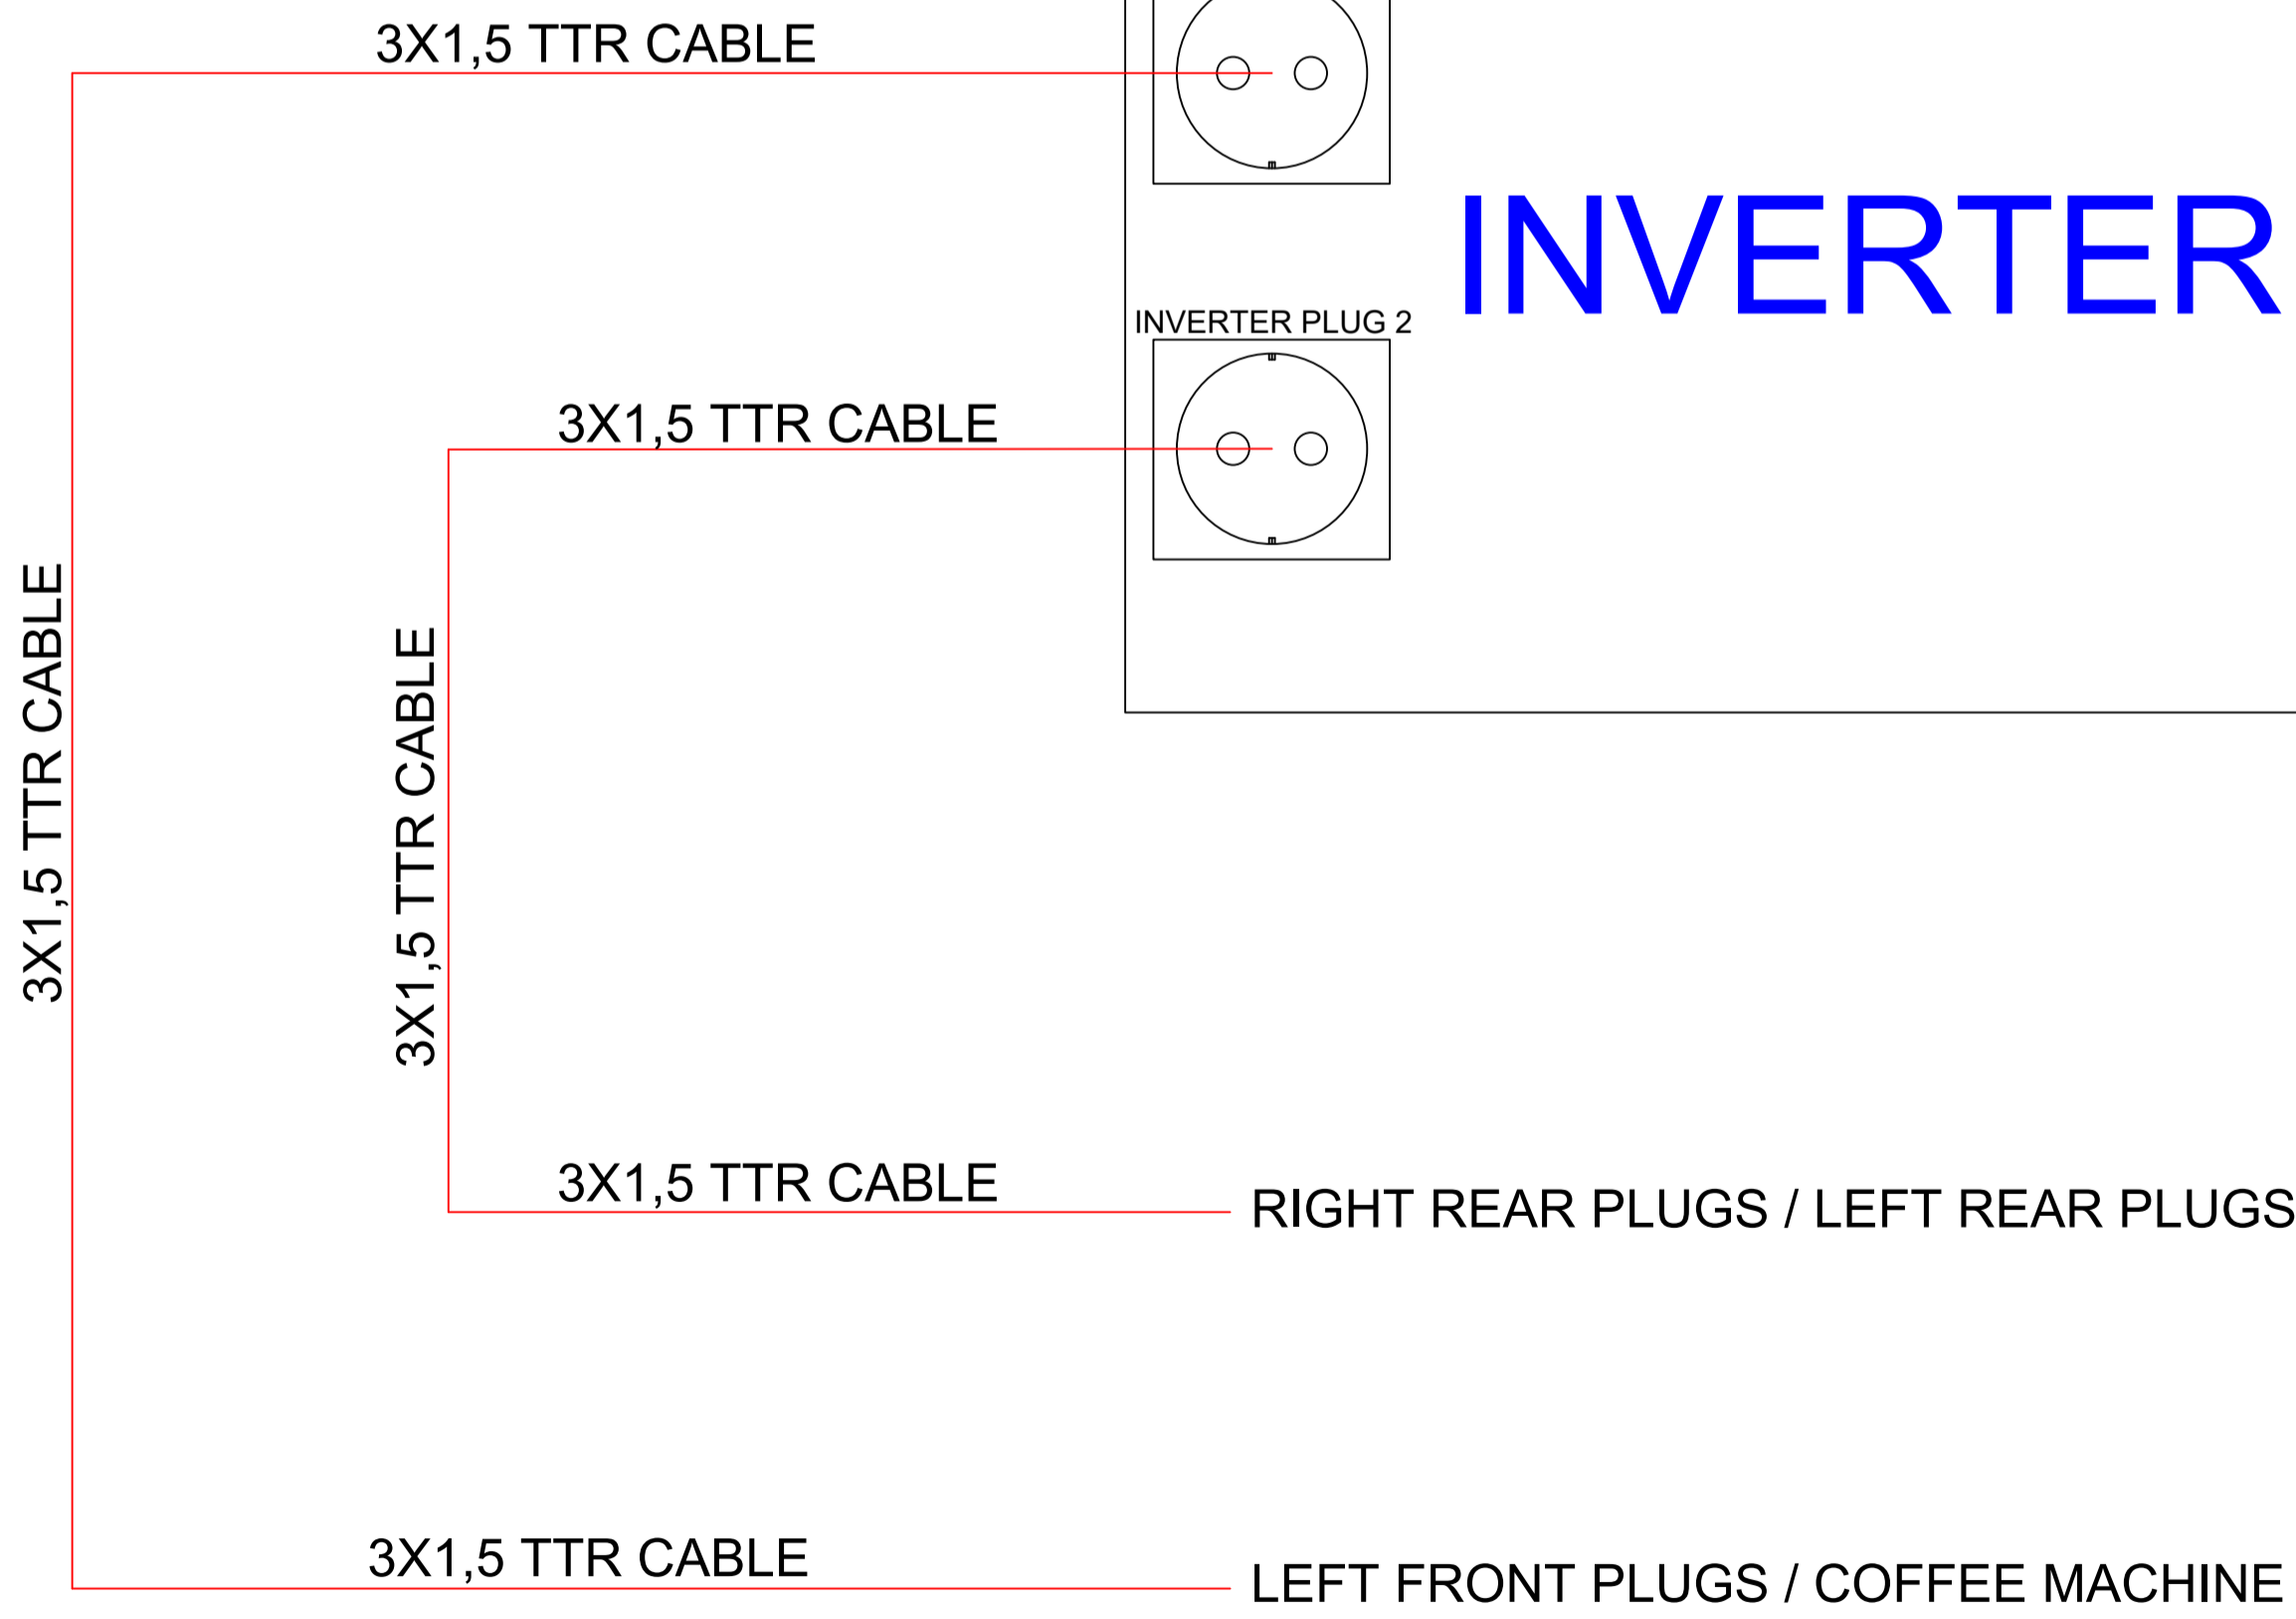 3X1,5 TTR CABLE
INVERTER
INVERTER PLUG 2
3X1,5 TTR CABLE
3X1,5 TTR CABLE
3X1,5 TTR CABLE
3X1,5 TTR CABLE
RIGHT REAR PLUGS / LEFT REAR PLUGS
3X1,5 TTR CABLE
LEFT FRONT PLUGS / COFFEE MACHINE